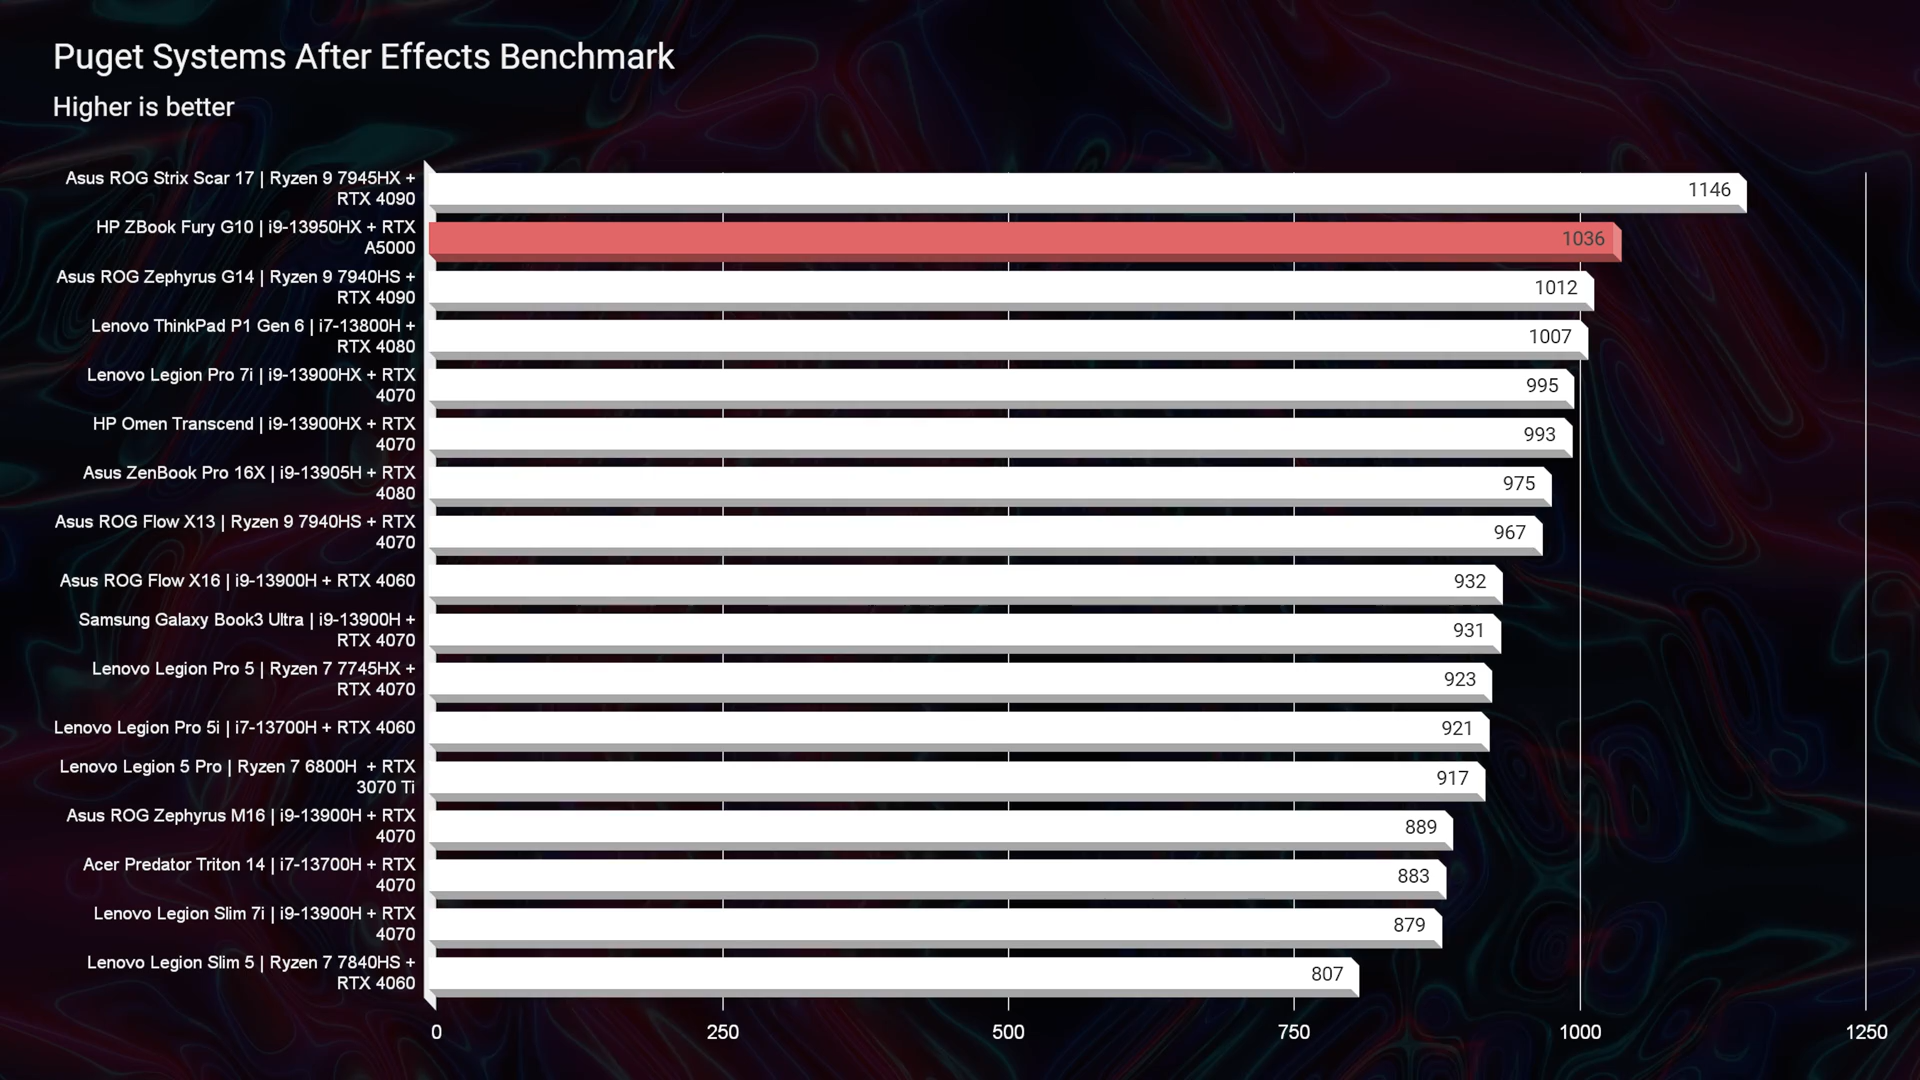 Puget Systems After Effects Benchmark
Higher is better
Asus ROG Strix Scar 17 | Ryzen 9 7945HX +
RTX 4090
1146
HP ZBook Fury G10 | i9-13950HX + RTX
A5000
1036
Asus ROG Zephyrus G14 | Ryzen 9 7940HS +
RTX 4090
1012
Lenovo ThinkPad P1 Gen 6 | i7-13800H +
RTX 4080
1007
Lenovo Legion Pro 7i | i9-13900HX + RTX
4070
995
HP Omen Transcend | i9-13900HX + RTX
4070
993
Asus ZenBook Pro 16X | i9-13905H + RTX
4080
975
Asus ROG Flow X13 | Ryzen 9 7940HS + RTX
4070
967
Asus ROG Flow X16 | i9-13900H + RTX 4060
932
Samsung Galaxy Book3 Ultra | i9-13900H +
RTX 4070
931
Lenovo Legion Pro 5 | Ryzen 7 7745HX +
RTX 4070
923
Lenovo Legion Pro 5i | i7-13700H + RTX 4060
921
Lenovo Legion 5 Pro | Ryzen 7 6800H + RTX
3070 Ti
917
Asus ROG Zephyrus M16 | i9-13900H + RTX
4070
889
Acer Predator Triton 14 | i7-13700H + RTX
4070
883
Lenovo Legion Slim 7i | i9-13900H + RTX
4070
879
Lenovo Legion Slim 5 | Ryzen 7 7840HS +
RTX 4060
807
0 250 500 750 1000 1250